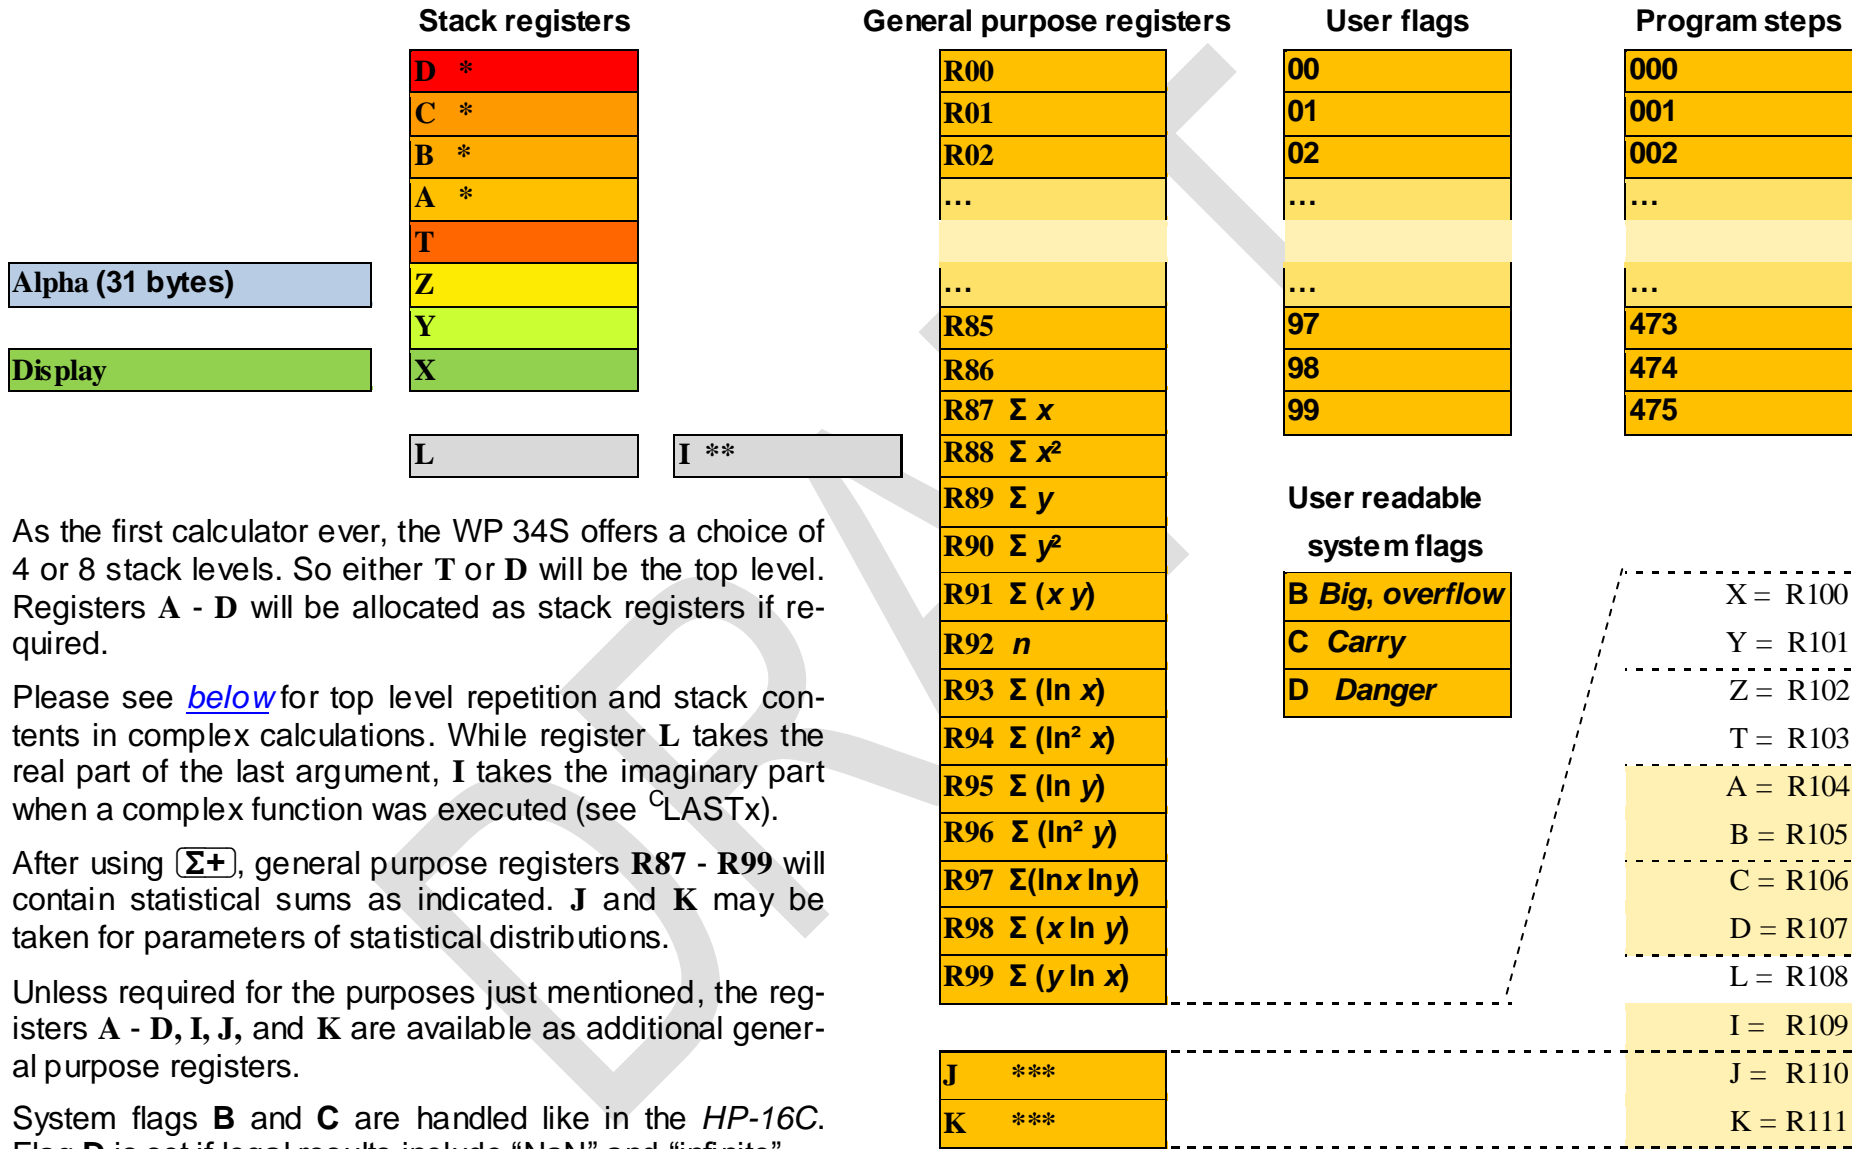 Stack registers
General purpose registers
User flags
Program steps
D *
C *
B *
A *
T
Z
Y
X
Alpha (31 bytes)
Display
L
I **
R00
R01
R02
…
…
R85
R86
R87 Σ x
R88 Σ x²
R89 Σ y
R90 Σ y²
R91 Σ (x y)
R92 n
R93 Σ (ln x)
R94 Σ (ln² x)
R95 Σ (ln y)
R96 Σ (ln² y)
R97 Σ(lnx lny)
R98 Σ (x ln y)
R99 Σ (y ln x)
J ***
K ***
00
01
02
…
…
97
98
99
User readable
system flags
B Big, overflow
C Carry
D Danger
000
001
002
…
…
473
474
475
X = R100
Y = R101
Z = R102
T = R103
A = R104
B = R105
C = R106
D = R107
L = R108
I = R109
J = R110
K = R111
As the first calculator ever, the WP 34S offers a choice of
4 or 8 stack levels. So either T or D will be the top level.
Registers A - D will be allocated as stack registers if re-
quired.
Please see below for top level repetition and stack con-
tents in complex calculations. While register L takes the
real part of the last argument, I takes the imaginary part
when a complex function was executed (see ᶜLASTx).
After using Σ+, general purpose registers R87 - R99 will
contain statistical sums as indicated. J and K may be
taken for parameters of statistical distributions.
Unless required for the purposes just mentioned, the reg-
isters A - D, I, J, and K are available as additional gener-
al purpose registers.
System flags B and C are handled like in the HP-16C.
Flag D is set if legal results include “NaN” and “infinite”
DRAFT